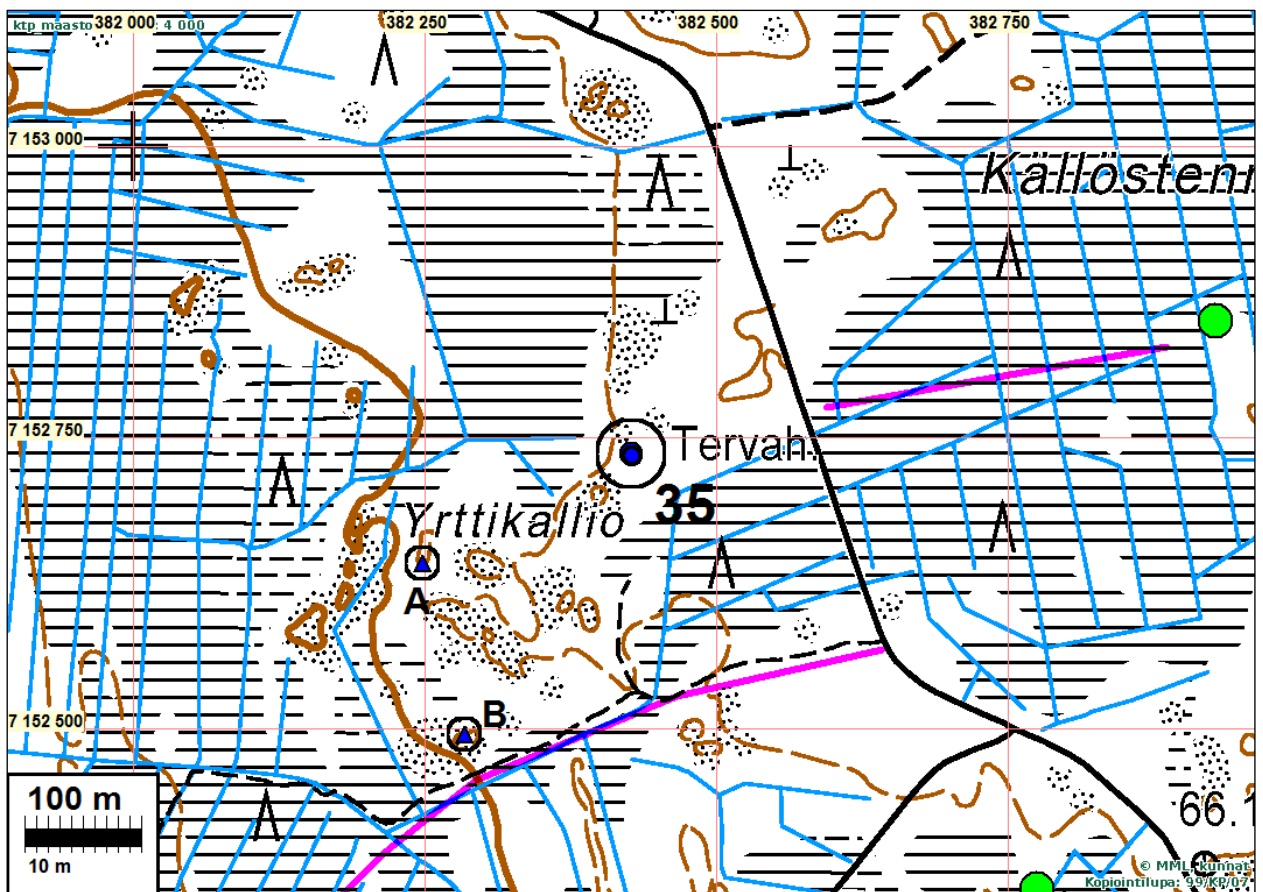 ktp_maasto 4 000
382 000
382 250
382 500
382 750
7 153 000
Källösten
7 152 750
Tervah.
35
Yrttikallio
A
B
7 152 500
100 m
10 m
66.1
© MML, kunnat
Kopiointilupa: 99/KP/07